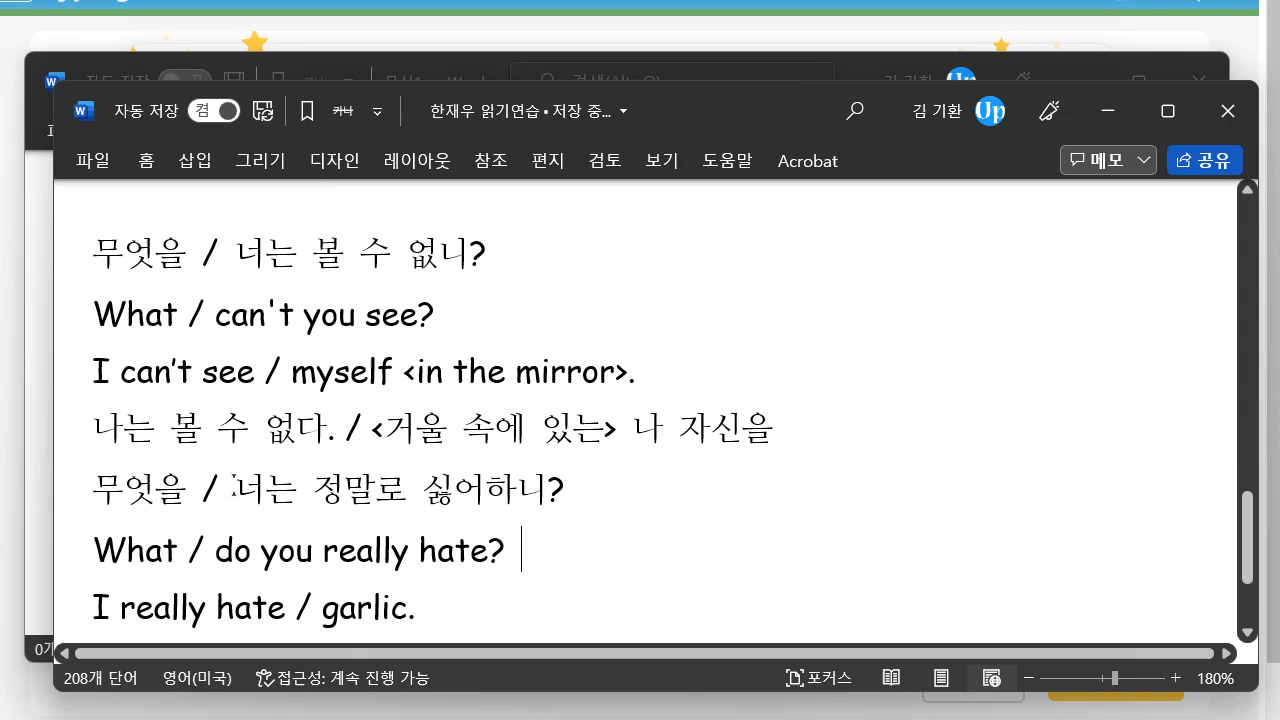 자동 저장 켬 한재우 읽기연습 • 저장 중... 김 기환 Up
파일 홈 삽입 그리기 디자인 레이아웃 참조 편지 검토 보기 도움말 Acrobat 메모 공유
무엇을 / 너는 볼 수 없니?
What / can't you see?
I can’t see / myself <in the mirror>.
나는 볼 수 없다. / <거울 속에 있는> 나 자신을
무엇을 / 너는 정말로 싫어하니?
What / do you really hate?
I really hate / garlic.
208개 단어 영어(미국) 접근성: 계속 진행 가능 포커스 180%